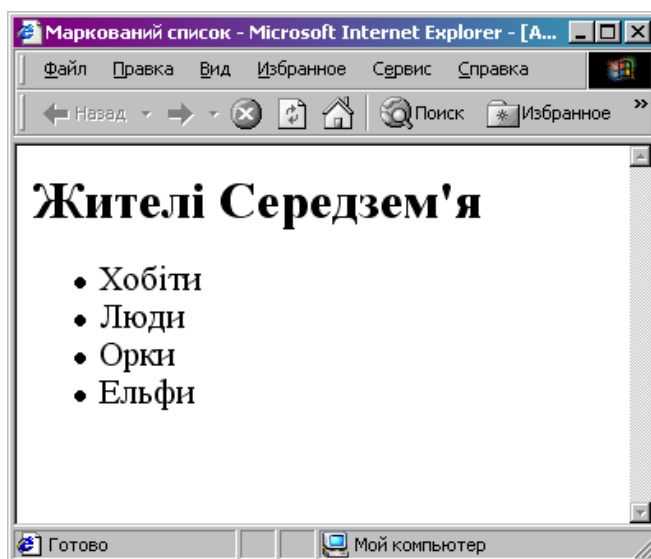 Маркований список - Microsoft Internet Explorer - [A...
Файл Правка Вид Избранное Сервис Справка
Назад Поиск Избранное »
Жителі Середзем'я
• Хобіти
• Люди
• Орки
• Ельфи
Готово Мой компьютер